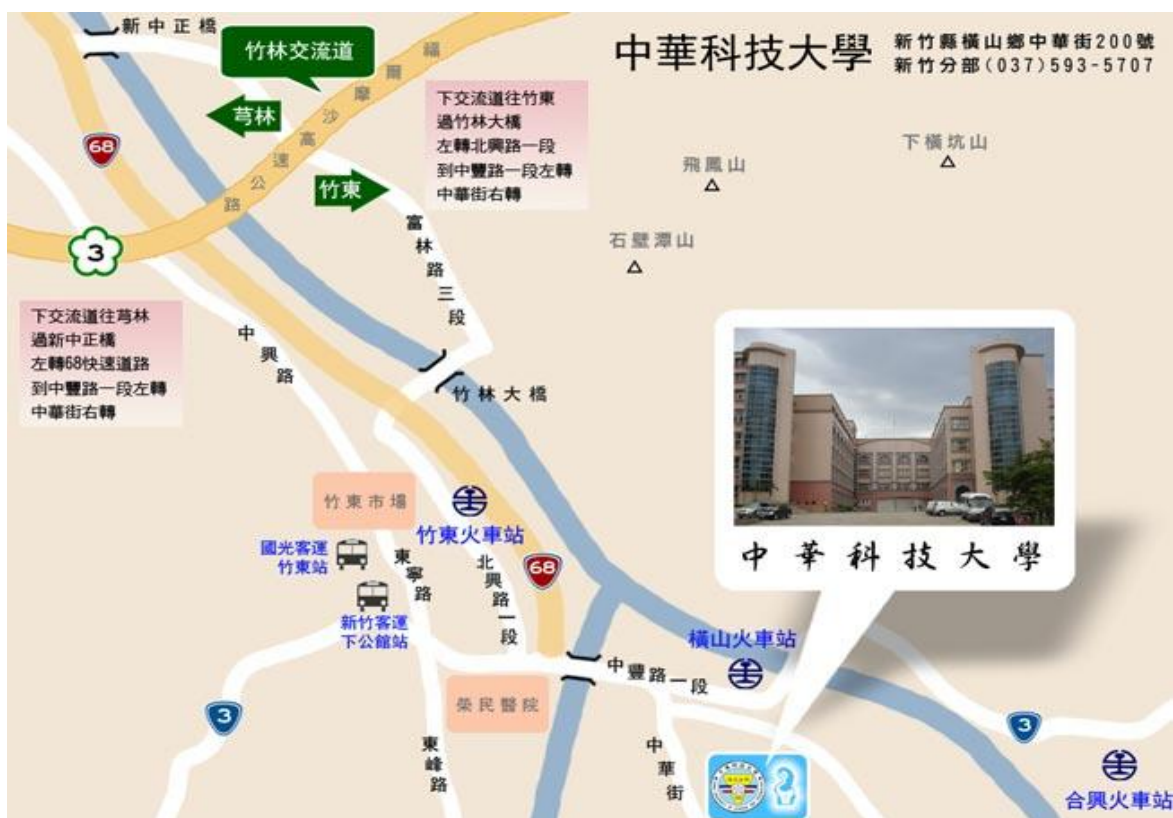 新中正橋
竹林交流道
福爾摩沙高速公路
中華科技大學
新竹縣橫山鄉中華街200號
新竹分部(037)593-5707
芎林
68
下交流道往竹東
過竹林大橋
左轉北興路一段
到中豐路一段左轉
中華街右轉
竹東
飛鳳山
下橫坑山
石壁潭山
3
富林路三段
下交流道往芎林
過新中正橋
左轉68快速道路
到中豐路一段左轉
中華街右轉
中興路
竹林大橋
竹東市場
竹東火車站
國光客運
竹東站
東寧路
北興路一段
68
新竹客運
下公館站
中華科技大學
橫山火車站
中豐路一段
榮民醫院
3
東峰路
中華街
3
合興火車站